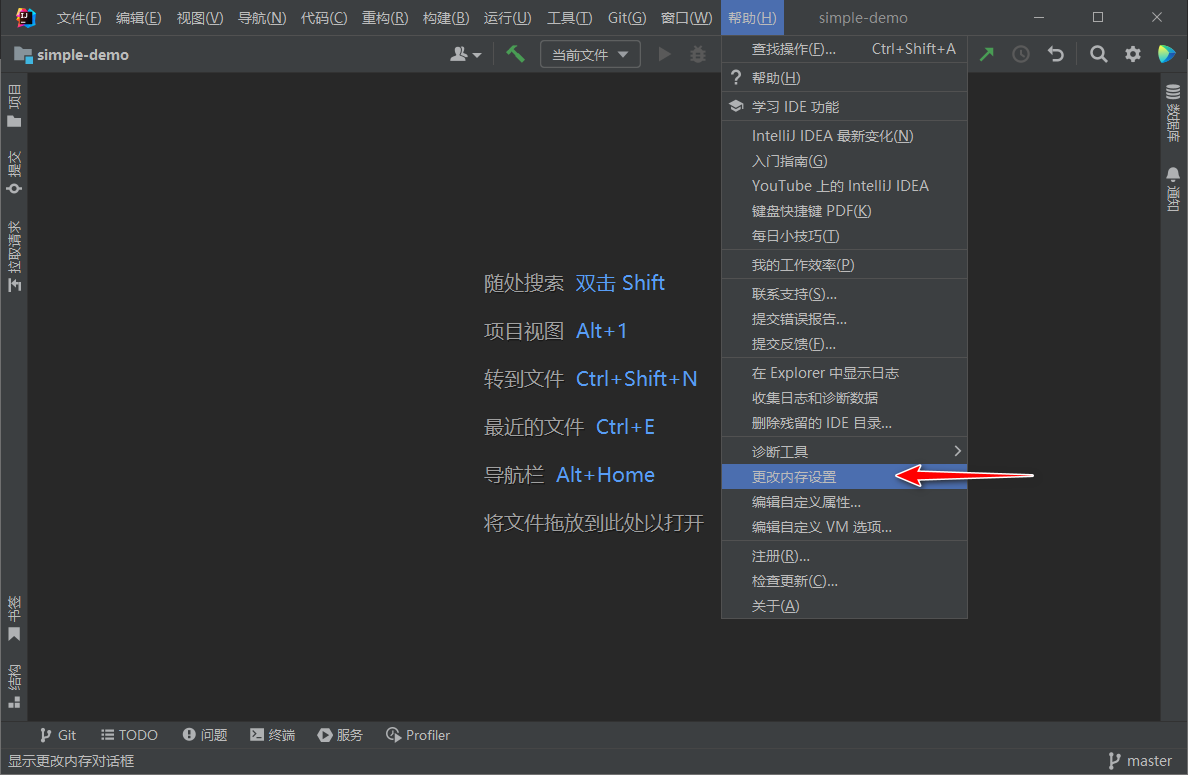 文件(F) 编辑(E) 视图(V) 导航(N) 代码(C) 重构(R) 构建(B) 运行(U) 工具(T) Git(G) 窗口(W) 帮助(H) simple-demo
simple-demo 当前文件
查找操作(F)... Ctrl+Shift+A
帮助(H)
学习 IDE 功能
IntelliJ IDEA 最新变化(N)
入门指南(G)
YouTube 上的 IntelliJ IDEA
键盘快捷键 PDF(K)
每日小技巧(T)
我的工作效率(P)
联系支持(S)...
提交错误报告...
提交反馈(F)...
在 Explorer 中显示日志
收集日志和诊断数据
删除残留的 IDE 目录...
诊断工具
更改内存设置
编辑自定义属性...
编辑自定义 VM 选项...
注册(R)...
检查更新(C)...
关于(A)
项目
提交
拉取请求
书签
结构
随处搜索 双击 Shift
项目视图 Alt+1
转到文件 Ctrl+Shift+N
最近的文件 Ctrl+E
导航栏 Alt+Home
将文件拖放到此处以打开
数据库
通知
Git TODO 问题 终端 服务 Profiler
显示更改内存对话框 master